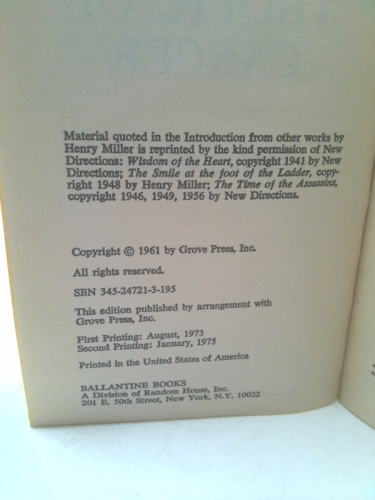 Material quoted in the Introduction from other works by
Henry Miller is reprinted by the kind permission of New
Directions: Wisdom of the Heart, copyright 1941 by New
Directions; The Smile at the foot of the Ladder, copy-
right 1948 by Henry Miller; The Time of the Assassins,
copyright 1946, 1949, 1956 by New Directions.
Copyright © 1961 by Grove Press, Inc.
All rights reserved.
SBN 345-24721-3-195
This edition published by arrangement with
Grove Press, Inc.
First Printing: August, 1973
Second Printing: January, 1975
Printed in the United States of America
BALLANTINE BOOKS
A Division of Random House, Inc.
201 E. 50th Street, New York, N.Y. 10022